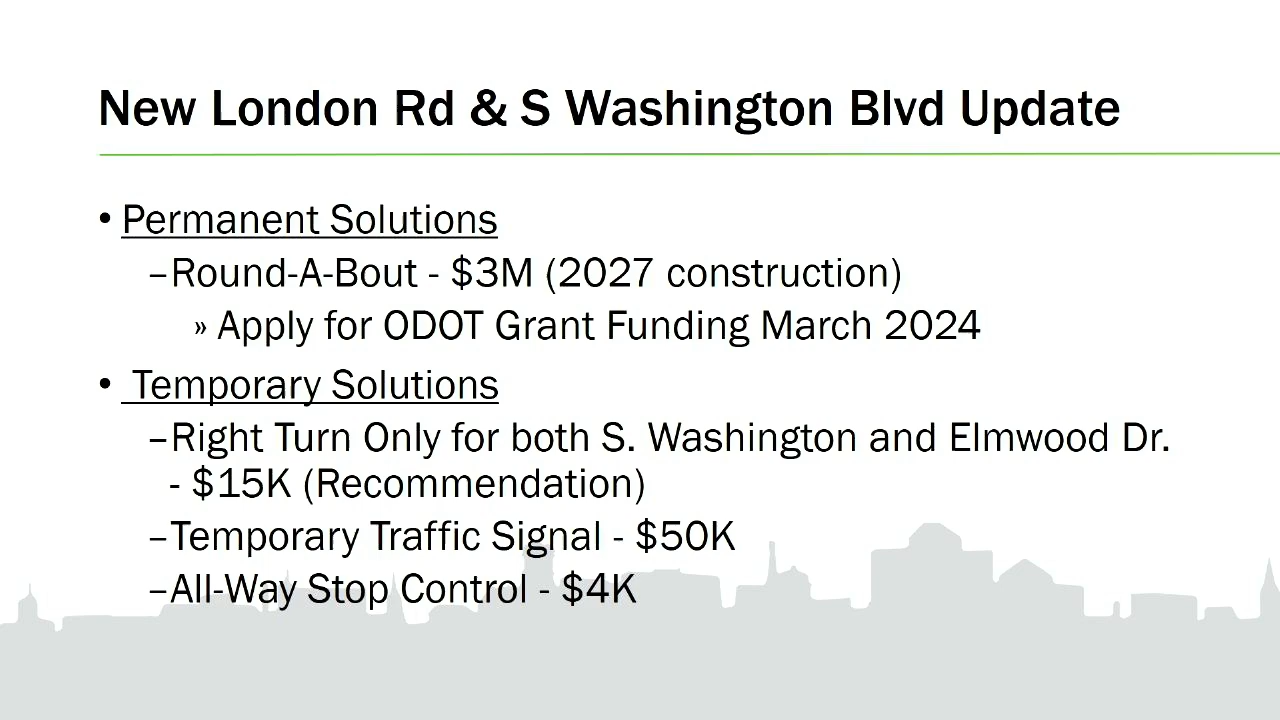 New London Rd & S Washington Blvd Update
• Permanent Solutions
–Round-A-Bout - $3M (2027 construction)
» Apply for ODOT Grant Funding March 2024
• Temporary Solutions
–Right Turn Only for both S. Washington and Elmwood Dr.
- $15K (Recommendation)
–Temporary Traffic Signal - $50K
–All-Way Stop Control - $4K